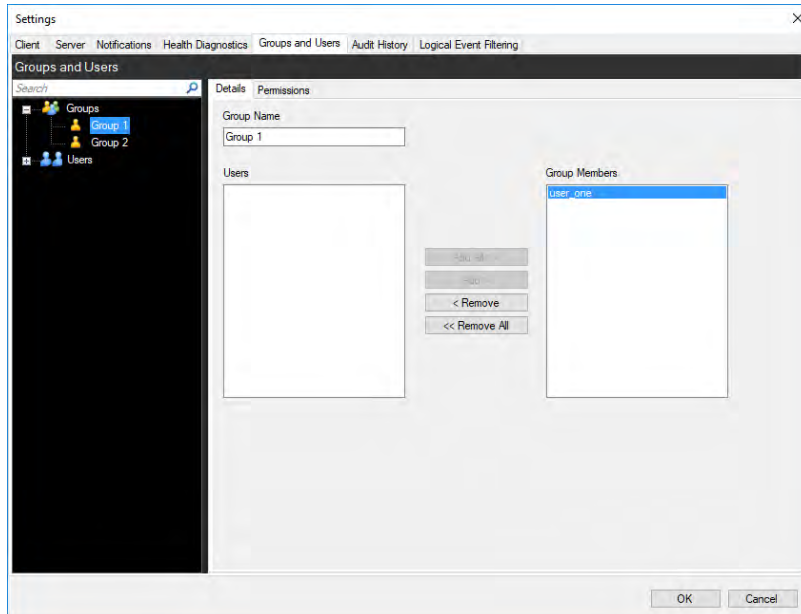 Settings
Client Server Notifications Health Diagnostics Groups and Users Audit History Logical Event Filtering
Groups and Users
Search Details Permissions
Groups
Group 1
Group 2
Users
Group Name
Group 1
Users Group Members
user_one
Add All
< Remove
<< Remove All
OK Cancel